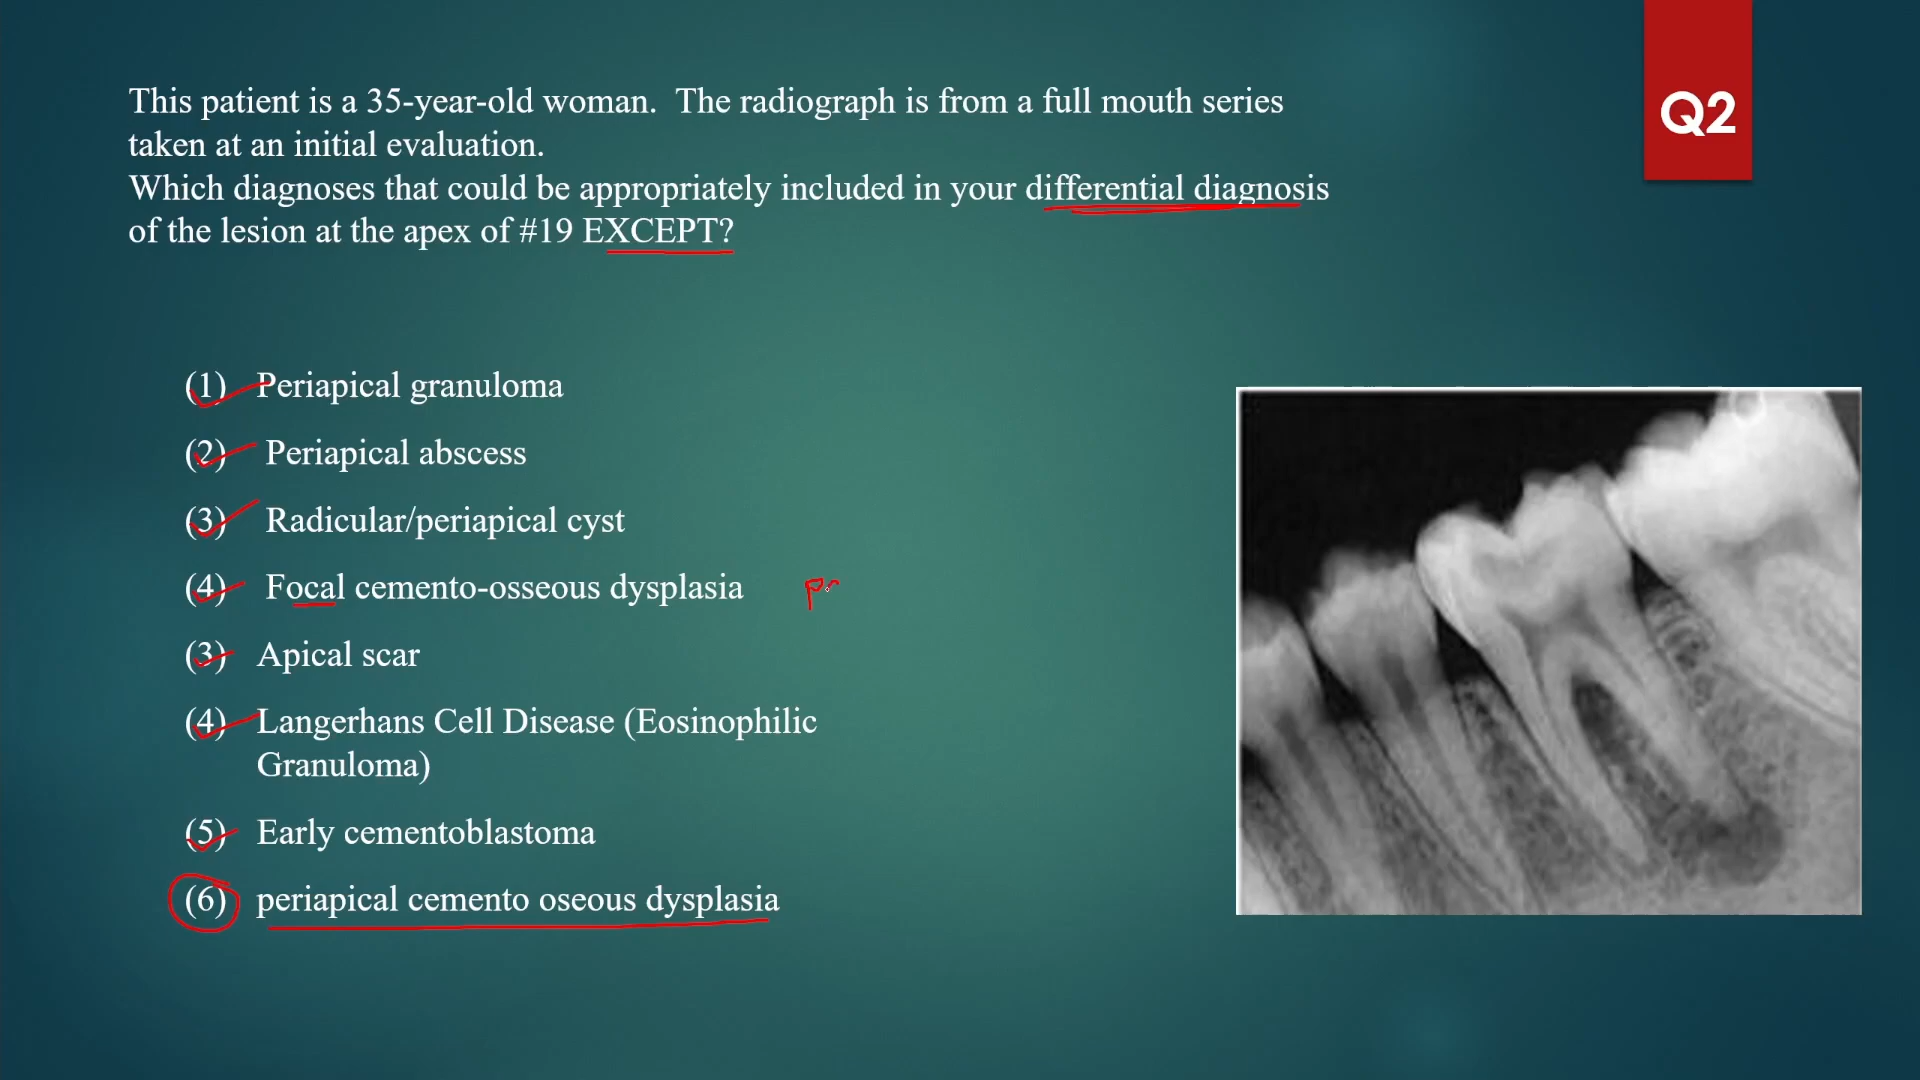 This patient is a 35-year-old woman. The radiograph is from a full mouth series
taken at an initial evaluation.
Which diagnoses that could be appropriately included in your differential diagnosis
of the lesion at the apex of #19 EXCEPT?
Q2
(1) Periapical granuloma
(2) Periapical abscess
(3) Radicular/periapical cyst
(4) Focal cemento-osseous dysplasia
(3) Apical scar
(4) Langerhans Cell Disease (Eosinophilic
Granuloma)
(5) Early cementoblastoma
(6) periapical cemento oseous dysplasia